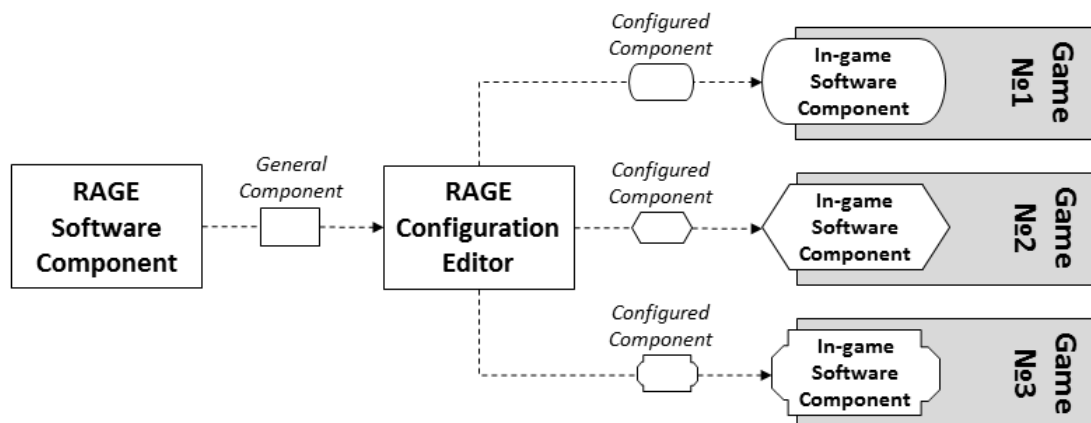 RAGE
Software
Component
General
Component
RAGE
Configuration
Editor
Configured
Component
In-game
Software
Component
Game
№1
Configured
Component
In-game
Software
Component
Game
№2
Configured
Component
In-game
Software
Component
Game
№3